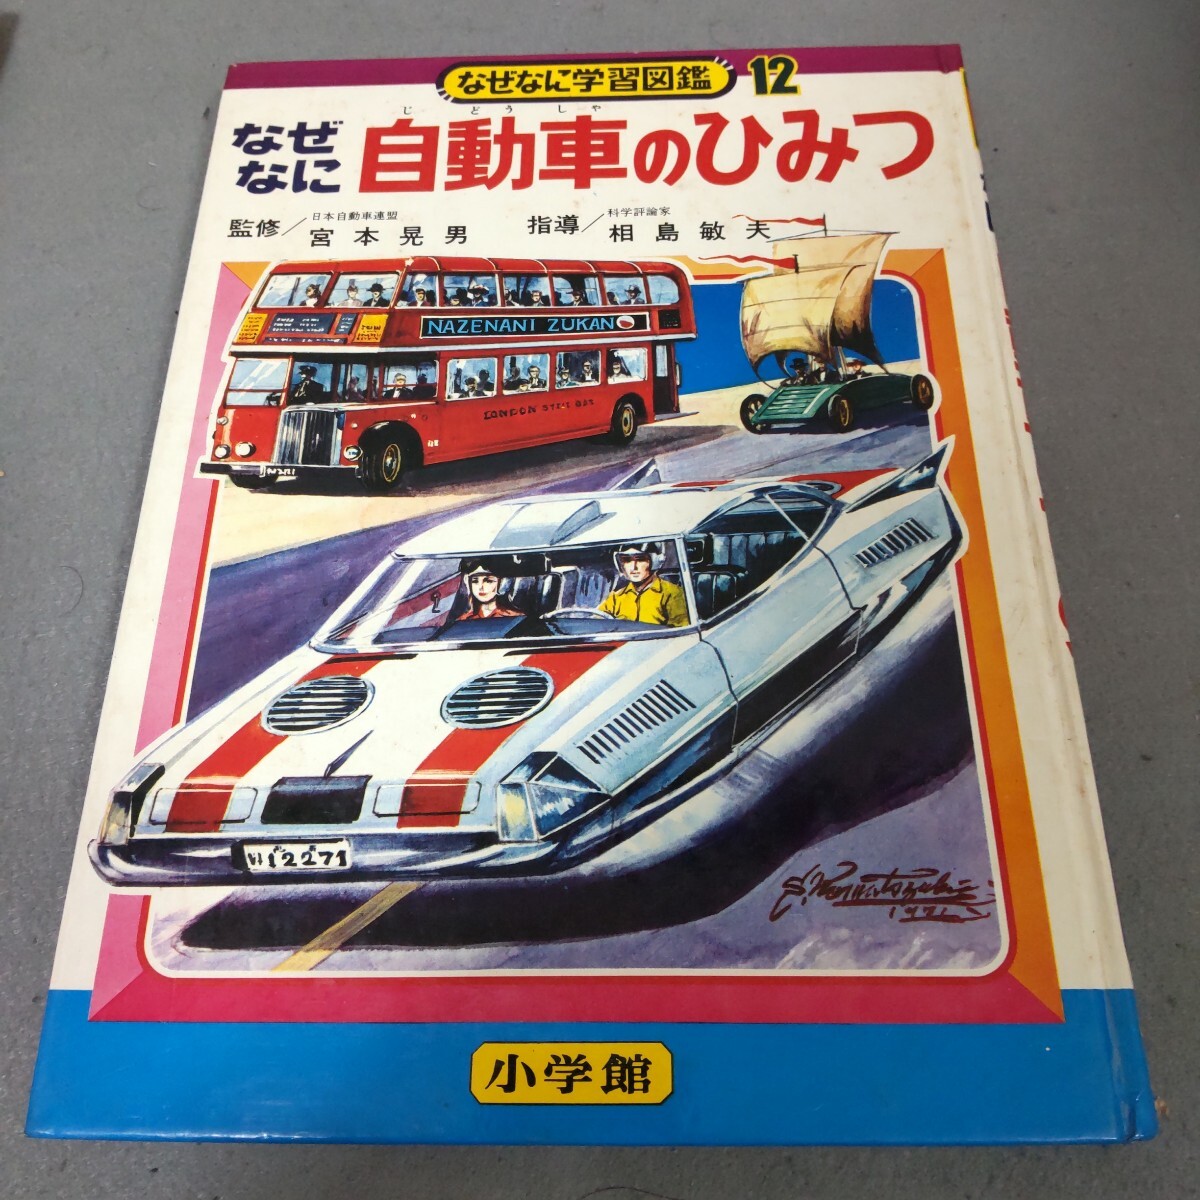 なぜなに学習図鑑 12
じどうしゃ
なぜなに 自動車のひみつ
日本自動車連盟 科学評論家
監修/宮本晃男 指導/相島敏夫
NAZENANI ZUKAN
LONDON
12271
1971
小学館